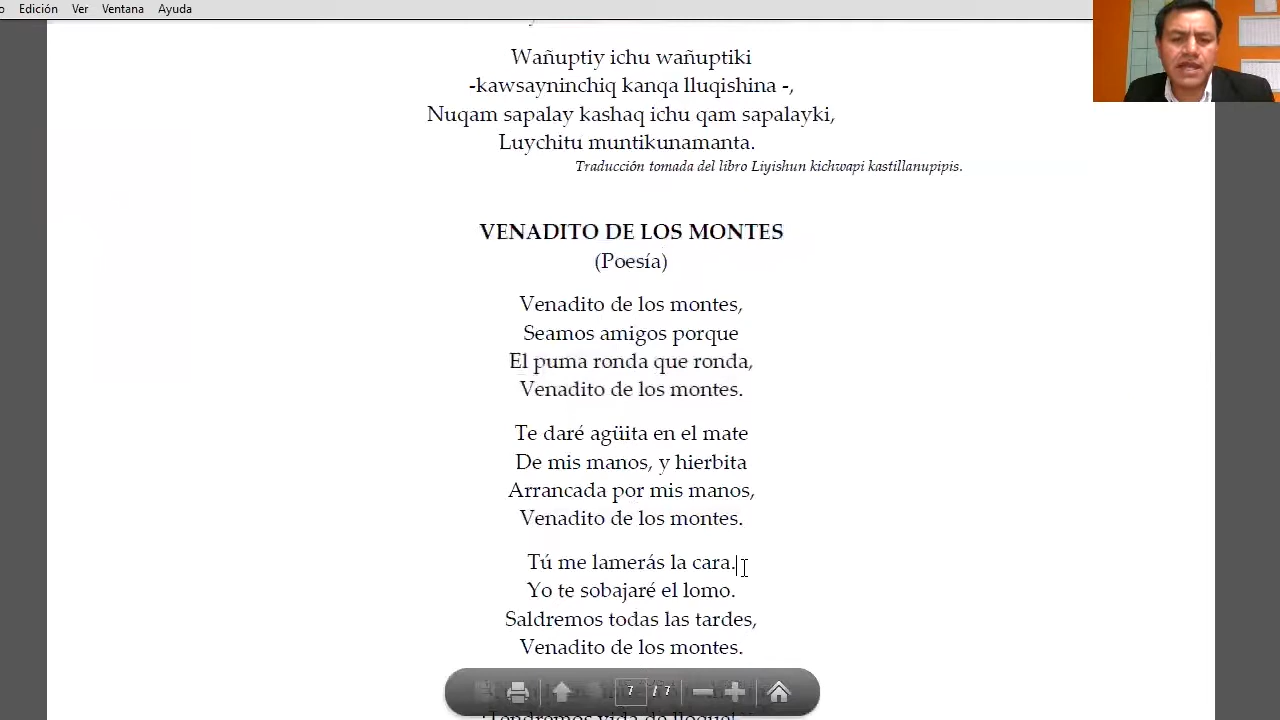 Edición Ver Ventana Ayuda
Wañuptiy ichu wañuptiki
-kawsayninchiq kanqa lluqishina -,
Nuqam sapalay kashaq ichu qam sapalayki,
Luychitu muntikunamanta.
Traducción tomada del libro Liyishun kichwapi kastillanupipis.
VENADITO DE LOS MONTES
(Poesía)
Venadito de los montes,
Seamos amigos porque
El puma ronda que ronda,
Venadito de los montes.
Te daré agüita en el mate
De mis manos, y hierbita
Arrancada por mis manos,
Venadito de los montes.
Tú me lamerás la cara.
Yo te sobajaré el lomo.
Saldremos todas las tardes,
Venadito de los montes.
7 / 7
¡Tendremos vida de lloque!